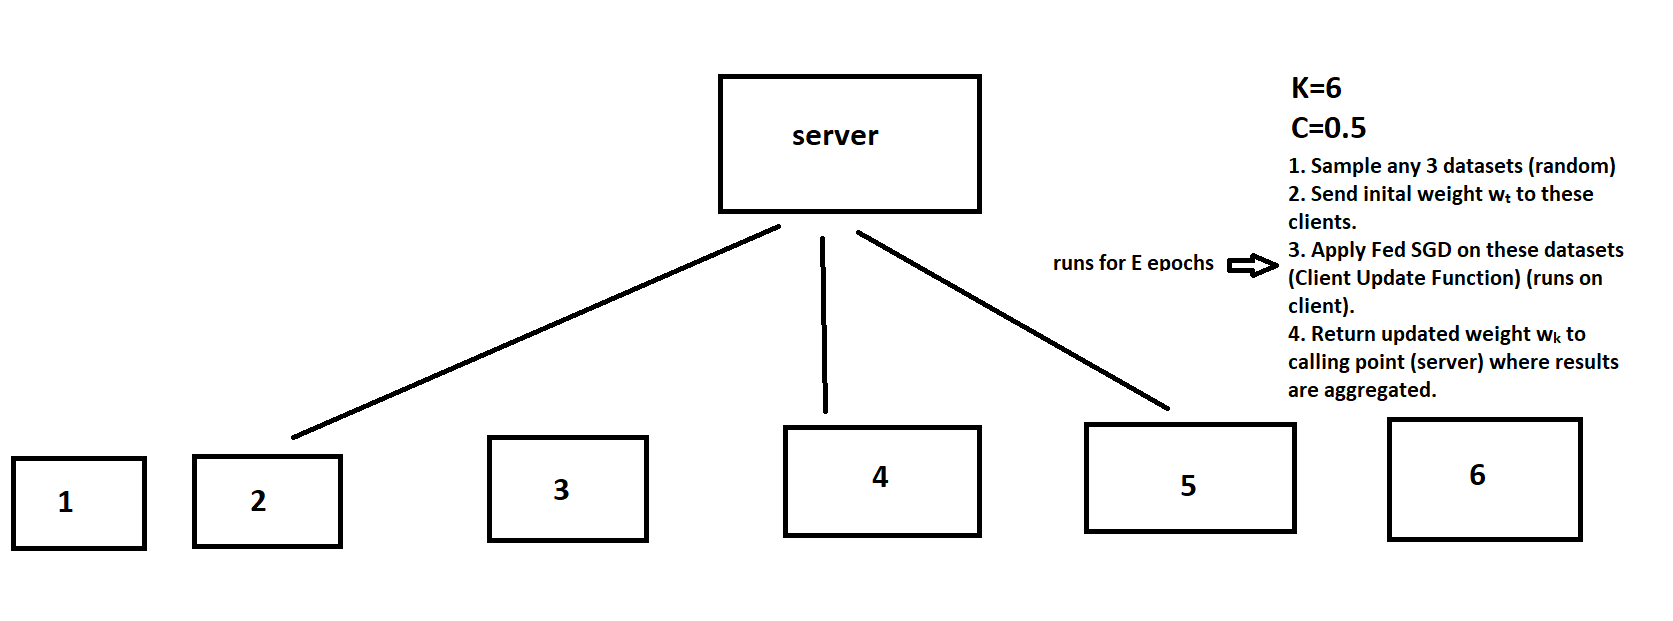 server
K=6
C=0.5
1. Sample any 3 datasets (random)
2. Send inital weight wₜ to these
clients.
runs for E epochs
3. Apply Fed SGD on these datasets
(Client Update Function) (runs on
client).
4. Return updated weight wₖ to
calling point (server) where results
are aggregated.
1
2
3
4
5
6